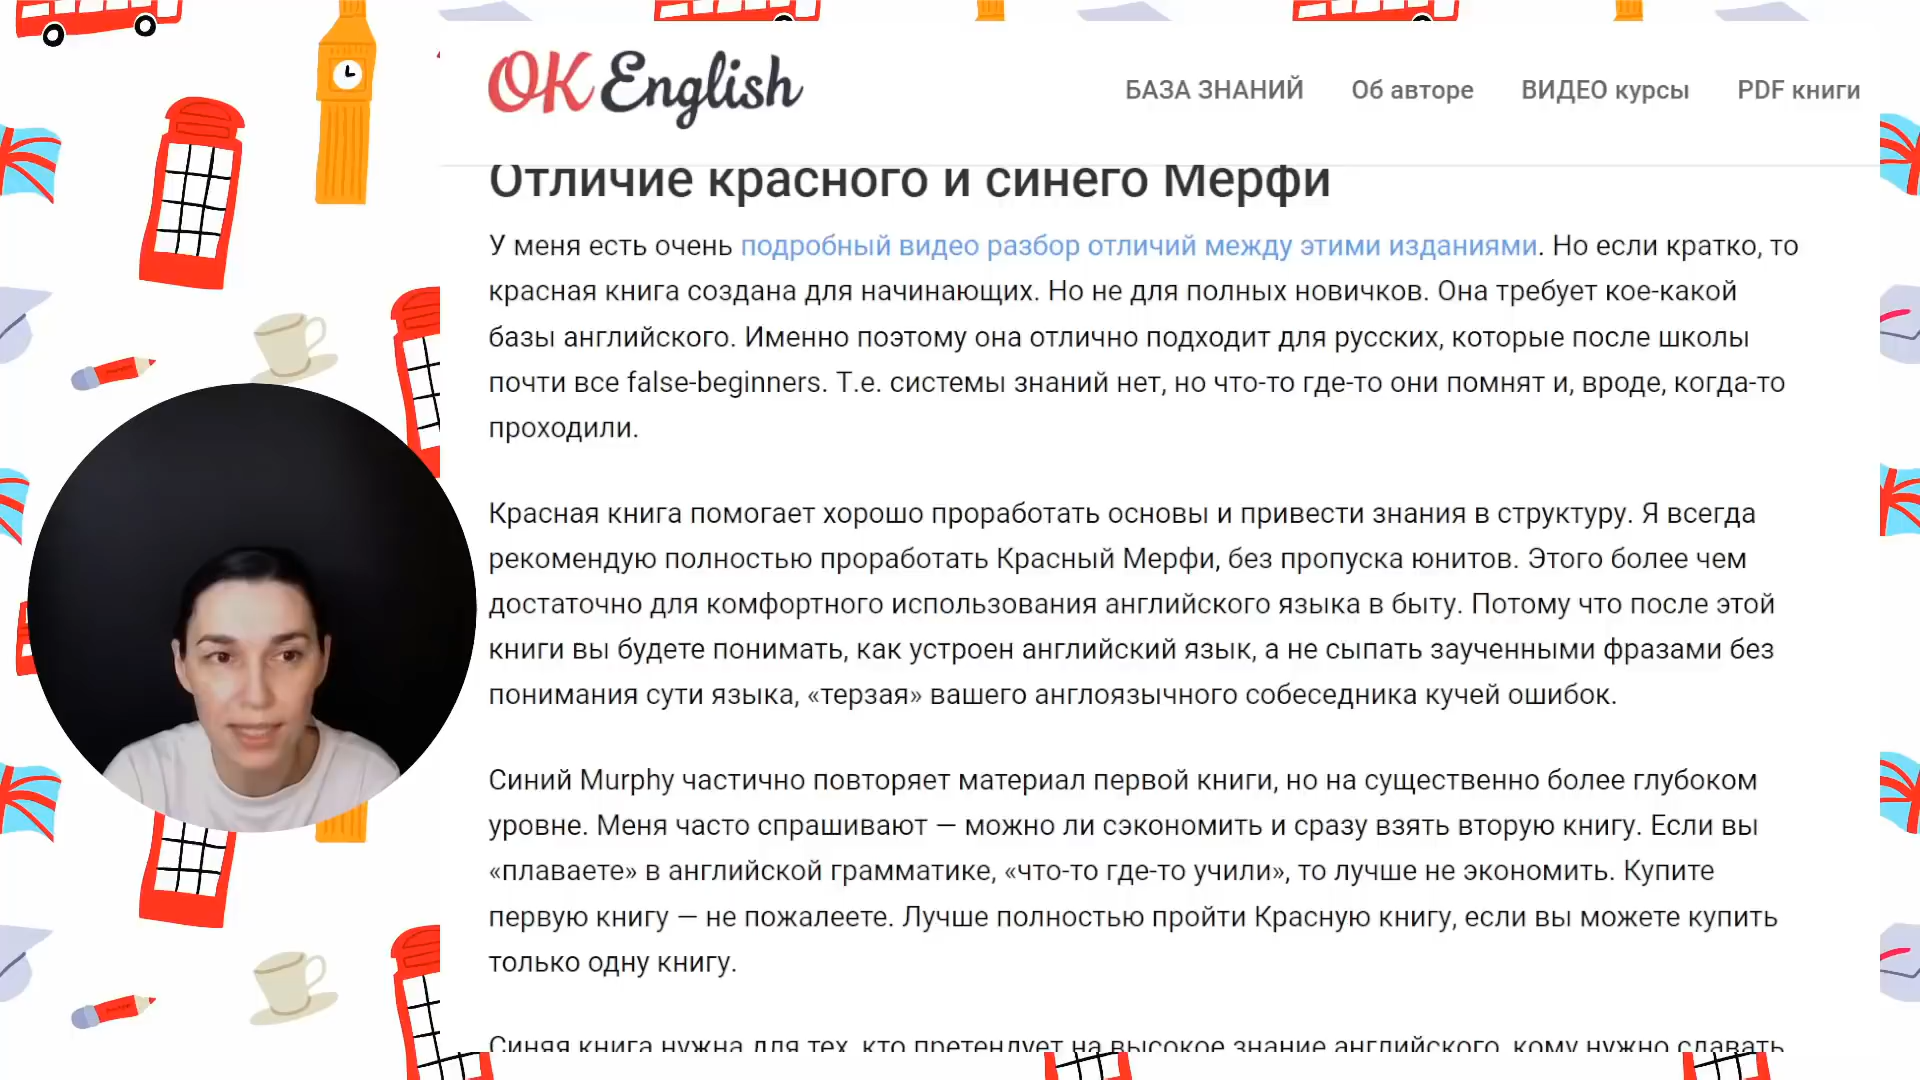 OK English
БАЗА ЗНАНИЙ Об авторе ВИДЕО курсы PDF книги
Отличие красного и синего Мерфи
У меня есть очень подробный видео разбор отличий между этими изданиями. Но если кратко, то
красная книга создана для начинающих. Но не для полных новичков. Она требует кое-какой
базы английского. Именно поэтому она отлично подходит для русских, которые после школы
почти все false-beginners. Т.е. системы знаний нет, но что-то где-то они помнят и, вроде, когда-то
проходили.
Красная книга помогает хорошо проработать основы и привести знания в структуру. Я всегда
рекомендую полностью проработать Красный Мерфи, без пропуска юнитов. Этого более чем
достаточно для комфортного использования английского языка в быту. Потому что после этой
книги вы будете понимать, как устроен английский язык, а не сыпать заученными фразами без
понимания сути языка, «терзая» вашего англоязычного собеседника кучей ошибок.
Синий Murphy частично повторяет материал первой книги, но на существенно более глубоком
уровне. Меня часто спрашивают — можно ли сэкономить и сразу взять вторую книгу. Если вы
«плаваете» в английской грамматике, «что-то где-то учили», то лучше не экономить. Купите
первую книгу — не пожалеете. Лучше полностью пройти Красную книгу, если вы можете купить
только одну книгу.
Синяя книга нужна для тех, кто претендует на высокое знание английского, кому нужно сдавать